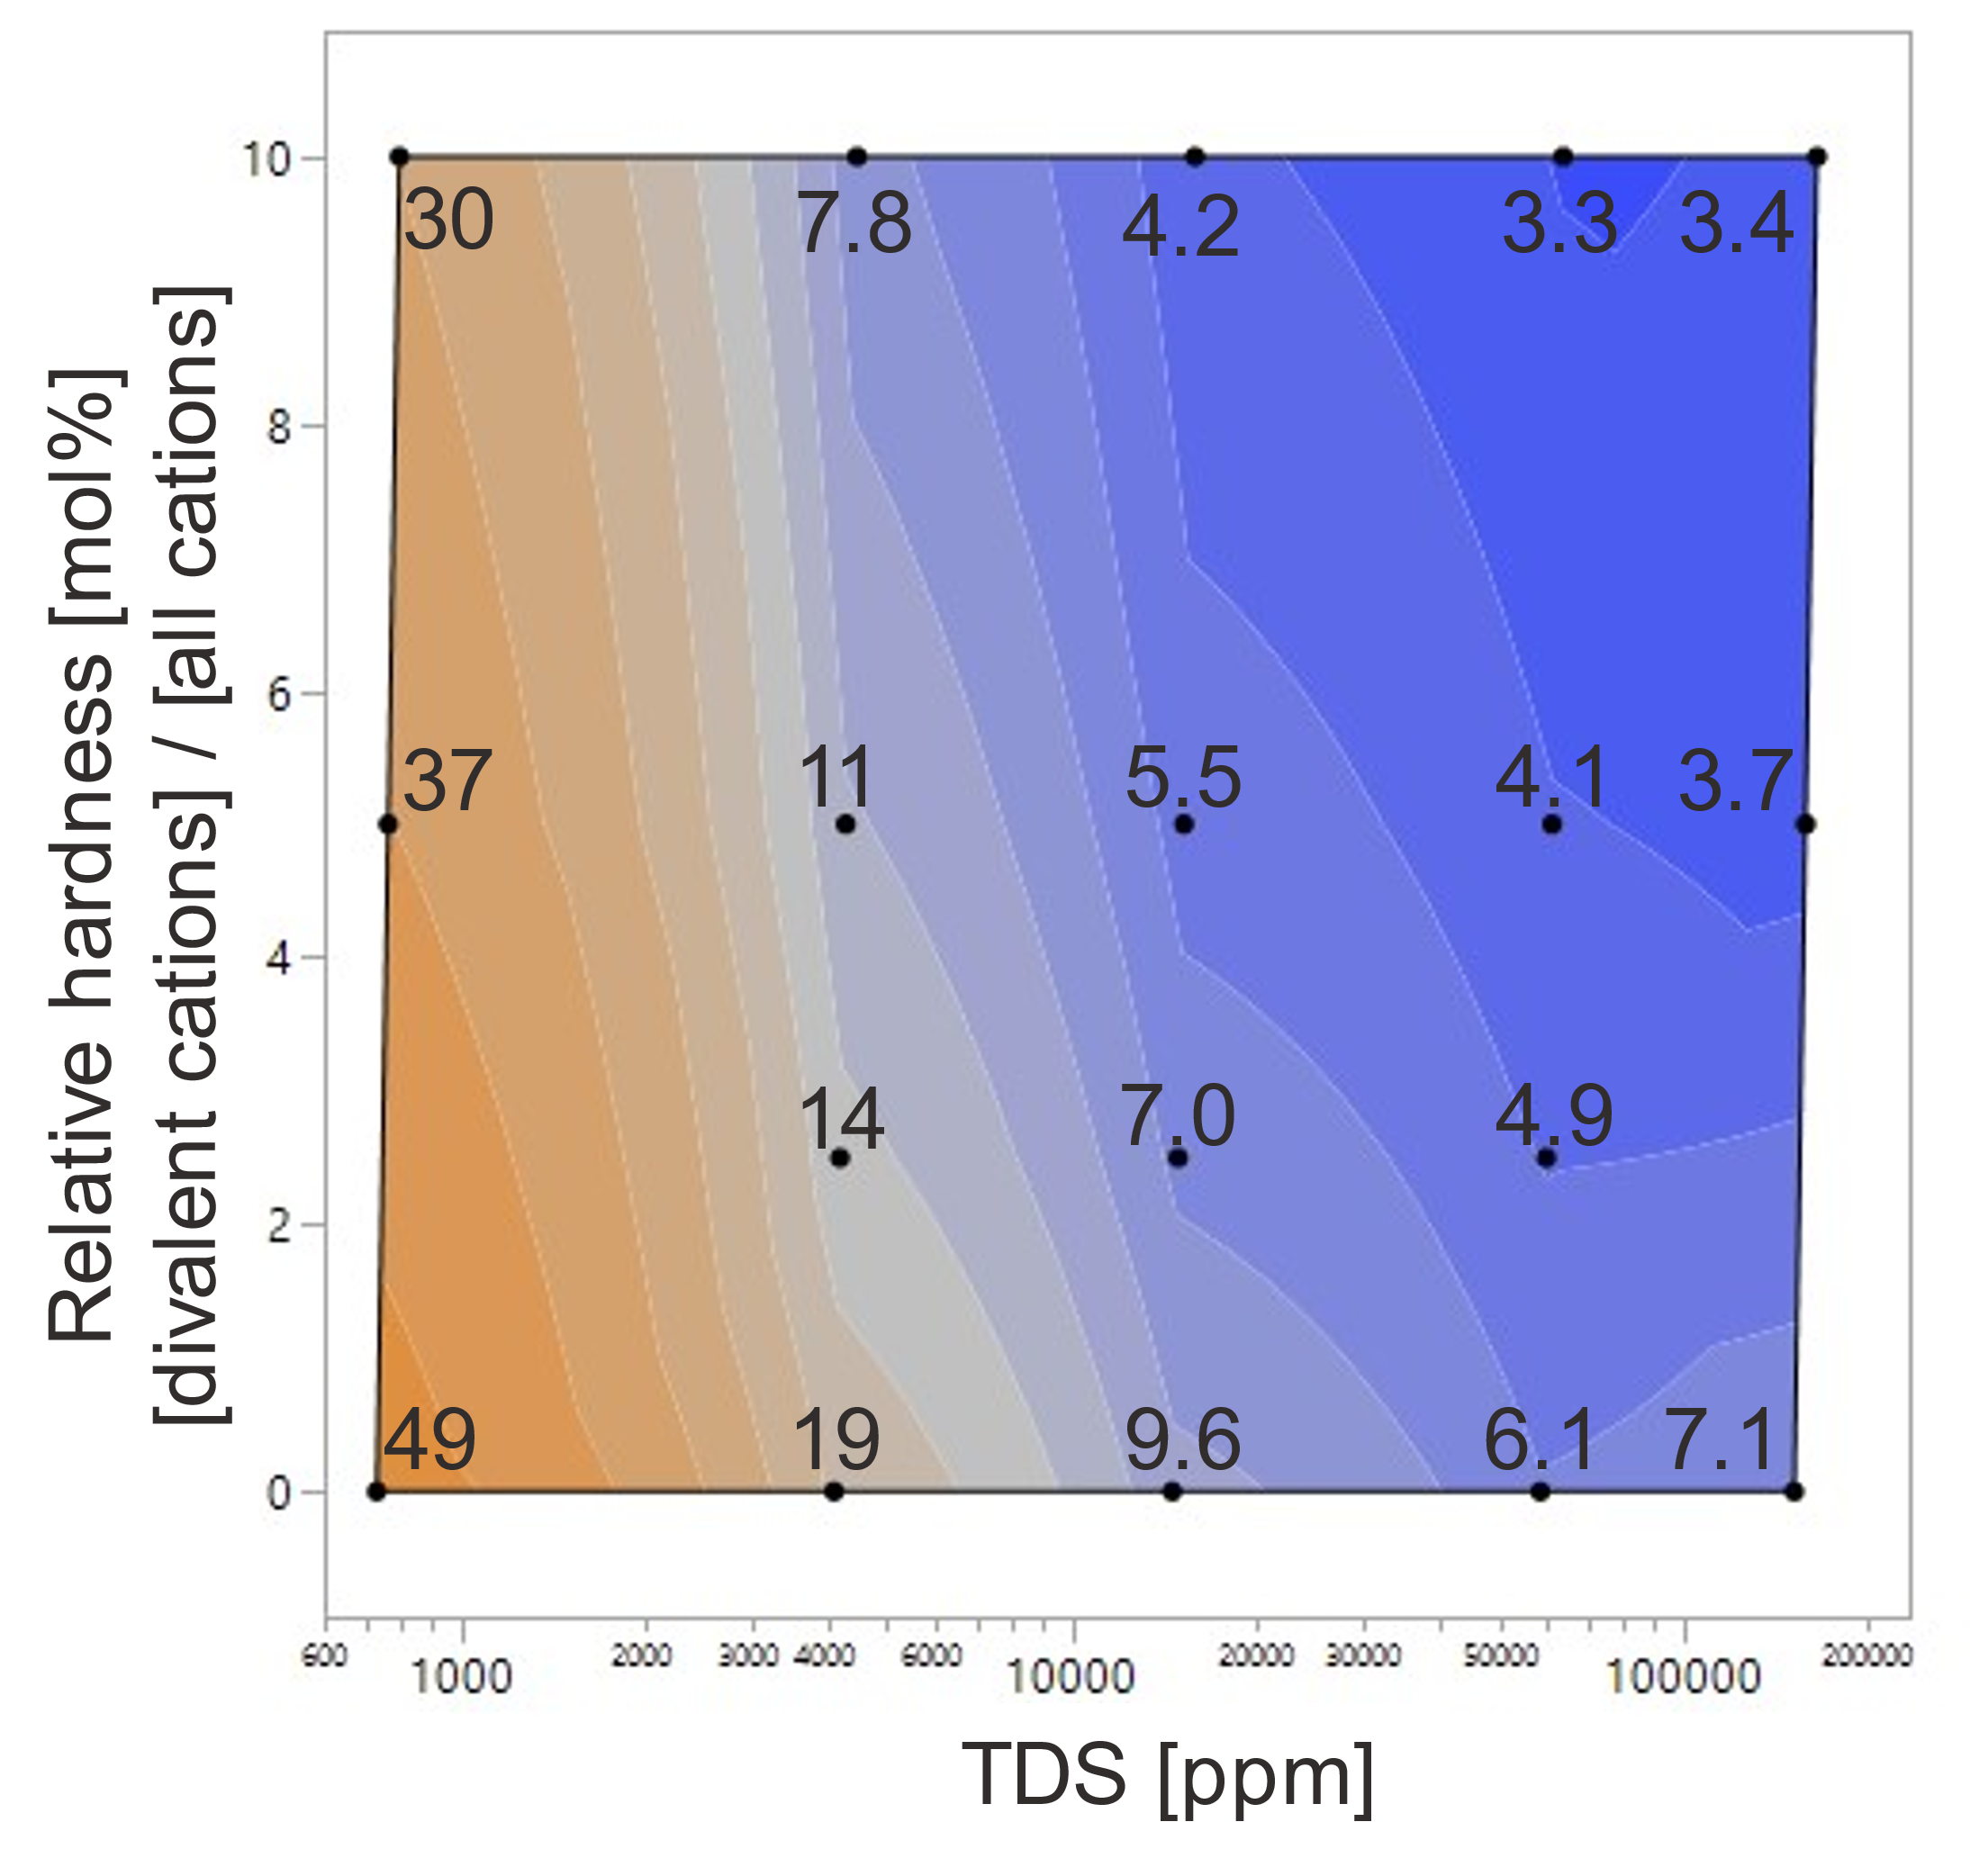 Relative hardness [mol%]
[divalent cations] / [all cations]
10
8
6
4
2
0
30 7.8 4.2 3.3 3.4
37 11 5.5 4.1 3.7
14 7.0 4.9
49 19 9.6 6.1 7.1
600 1000 2000 3000 4000 6000 10000 20000 30000 50000 100000 200000
TDS [ppm]